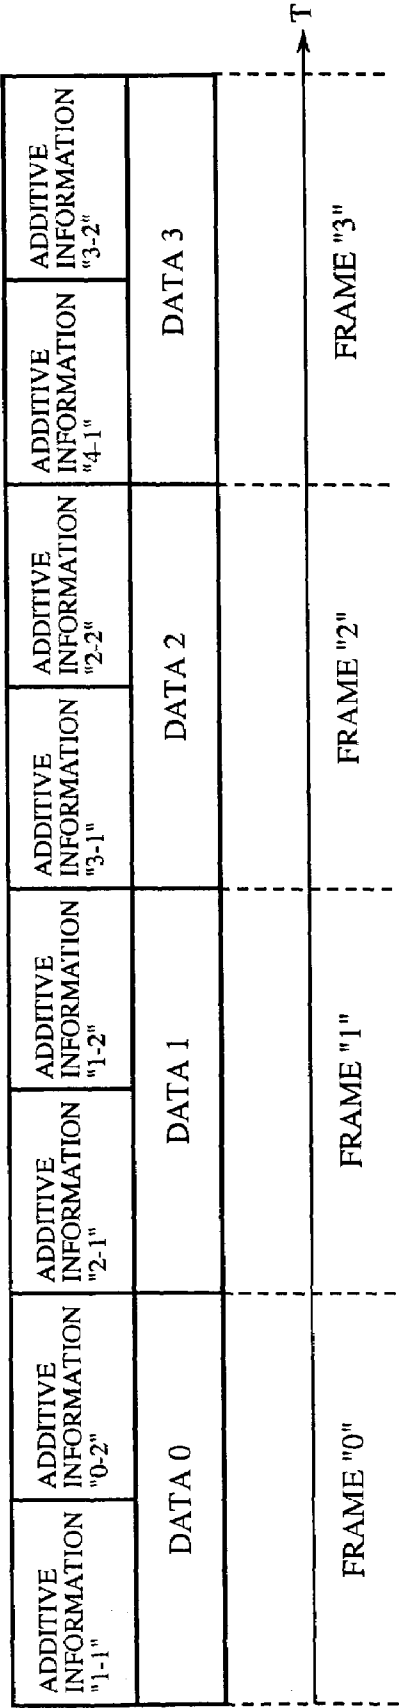 ADDITIVE
INFORMATION
"1-1"
ADDITIVE
INFORMATION
"0-2"
ADDITIVE
INFORMATION
"2-1"
ADDITIVE
INFORMATION
"1-2"
ADDITIVE
INFORMATION
"3-1"
ADDITIVE
INFORMATION
"2-2"
ADDITIVE
INFORMATION
"4-1"
ADDITIVE
INFORMATION
"3-2"
DATA 0
DATA 1
DATA 2
DATA 3
T
FRAME "0"
FRAME "1"
FRAME "2"
FRAME "3"